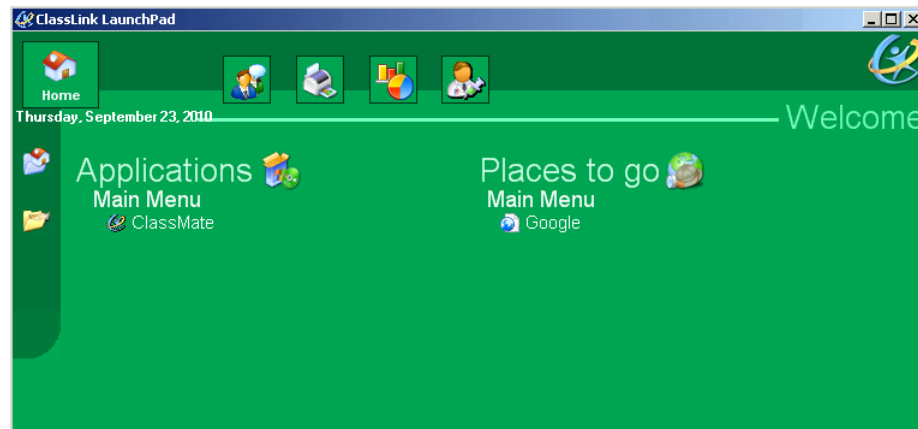 ClassLink LaunchPad
Home
Thursday, September 23, 2010
Welcome
Applications
Main Menu
ClassMate
Places to go
Main Menu
Google